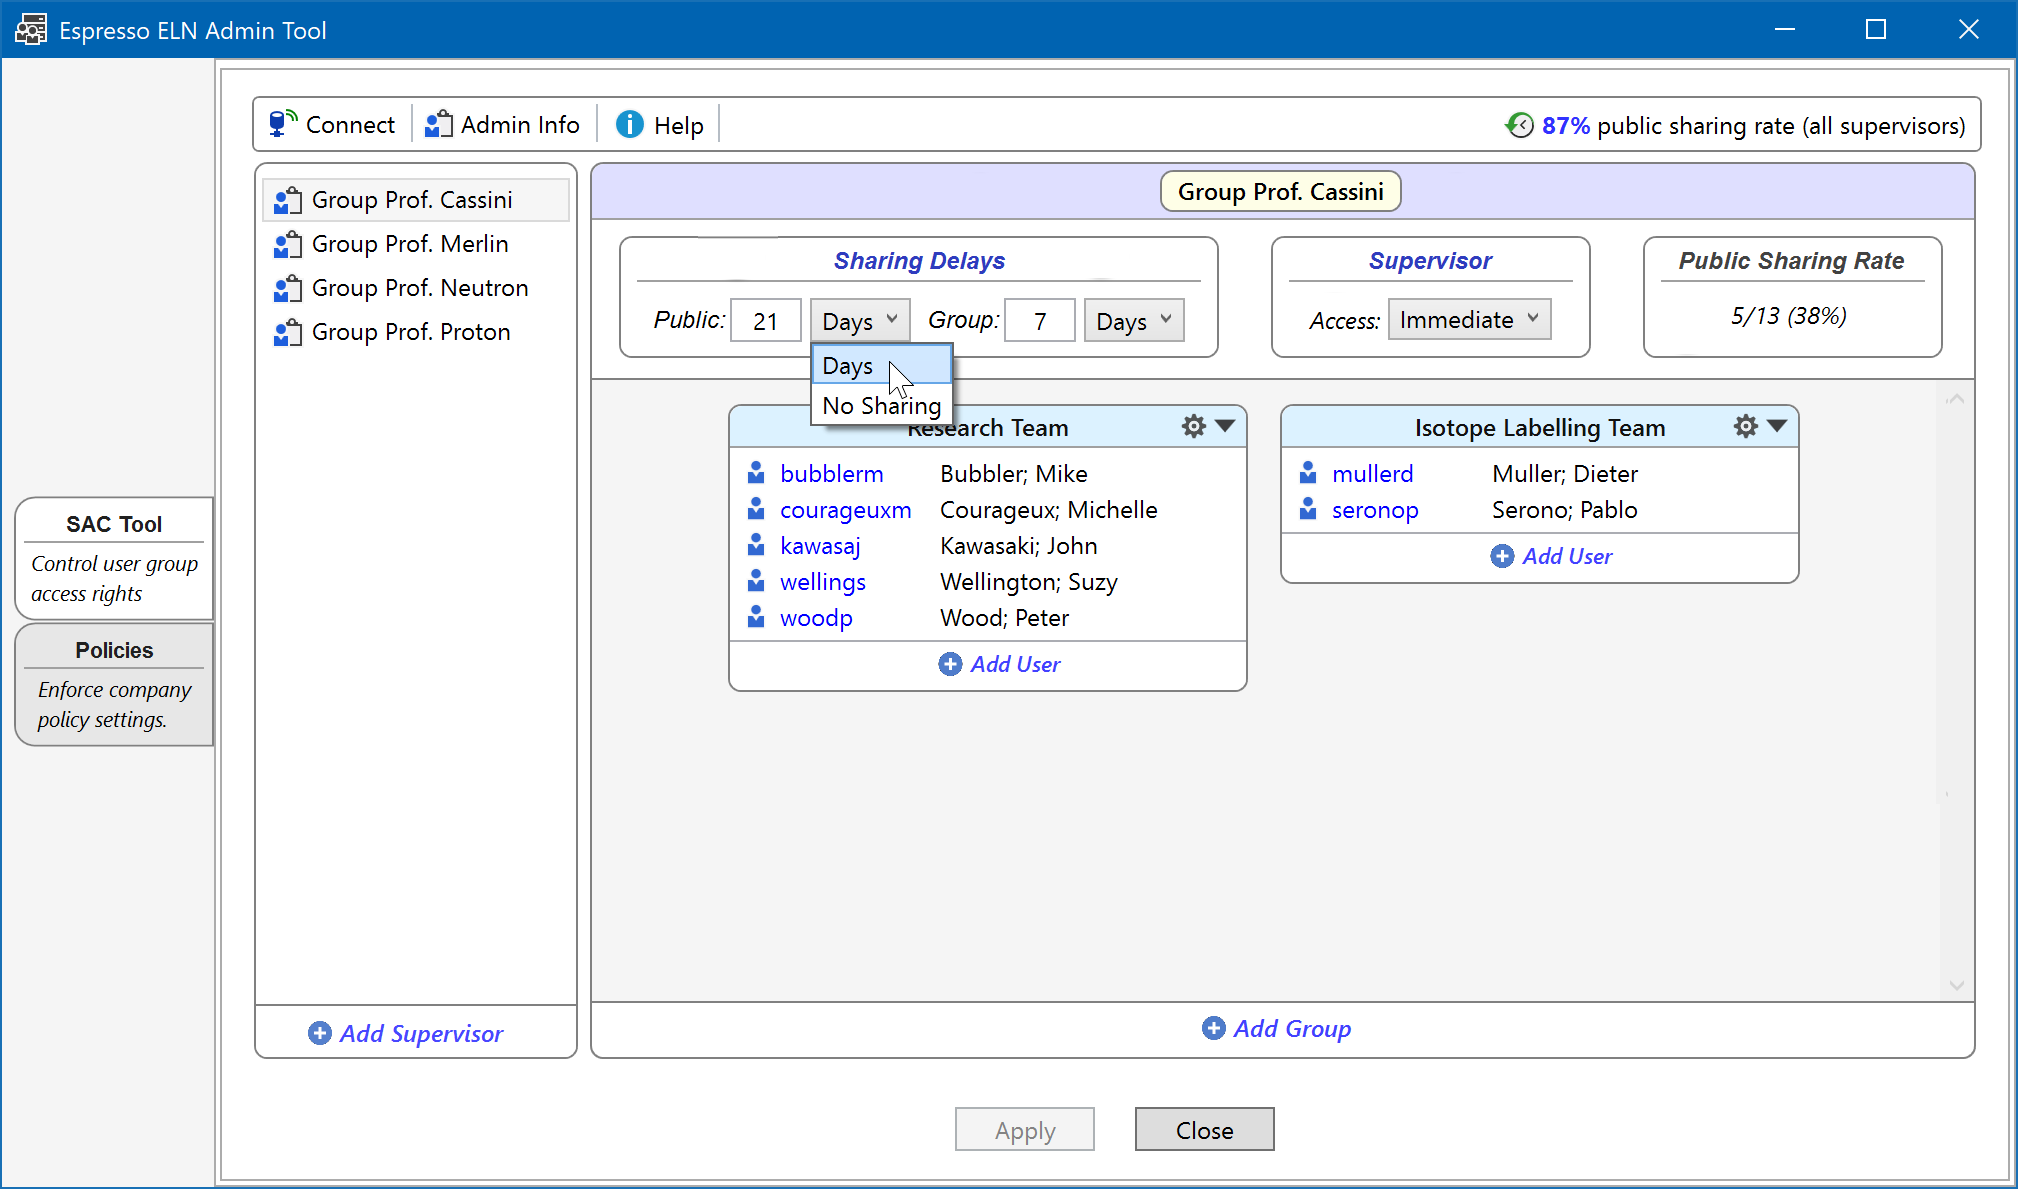 Espresso ELN Admin Tool
Connect
Admin Info
Help
87% public sharing rate (all supervisors)
SAC Tool
Control user group
access rights
Policies
Enforce company
policy settings.
Group Prof. Cassini
Group Prof. Merlin
Group Prof. Neutron
Group Prof. Proton
Add Supervisor
Group Prof. Cassini
Sharing Delays
Public: 21 Days Group: 7 Days
Days
No Sharing
Supervisor
Access: Immediate
Public Sharing Rate
5/13 (38%)
Research Team
bubblerm Bubbler; Mike
courageuxm Courageux; Michelle
kawasaj Kawasaki; John
wellings Wellington; Suzy
woodp Wood; Peter
Add User
Isotope Labelling Team
mullerd Muller; Dieter
seronop Serono; Pablo
Add User
Add Group
Apply
Close